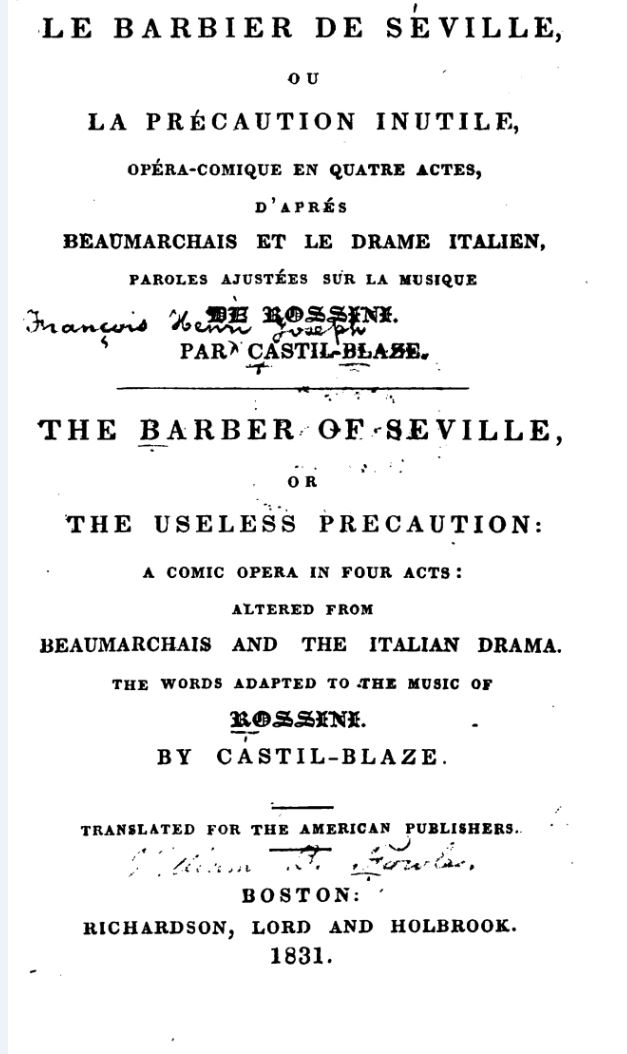 LE BARBIER DE SÉVILLE,
OU
LA PRÉCAUTION INUTILE,
OPÉRA-COMIQUE EN QUATRE ACTES,
D'APRÉS
BEAUMARCHAIS ET LE DRAME ITALIEN,
PAROLES AJUSTÉES SUR LA MUSIQUE
DE ROSSINI.
François Henri Joseph
PAR CASTIL-BLAZE.
THE BARBER OF SEVILLE,
OR
THE USELESS PRECAUTION:
A COMIC OPERA IN FOUR ACTS:
ALTERED FROM
BEAUMARCHAIS AND THE ITALIAN DRAMA.
THE WORDS ADAPTED TO THE MUSIC OF
ROSSINI.
BY CASTIL-BLAZE.
TRANSLATED FOR THE AMERICAN PUBLISHERS.
BOSTON:
RICHARDSON, LORD AND HOLBROOK.
1831.